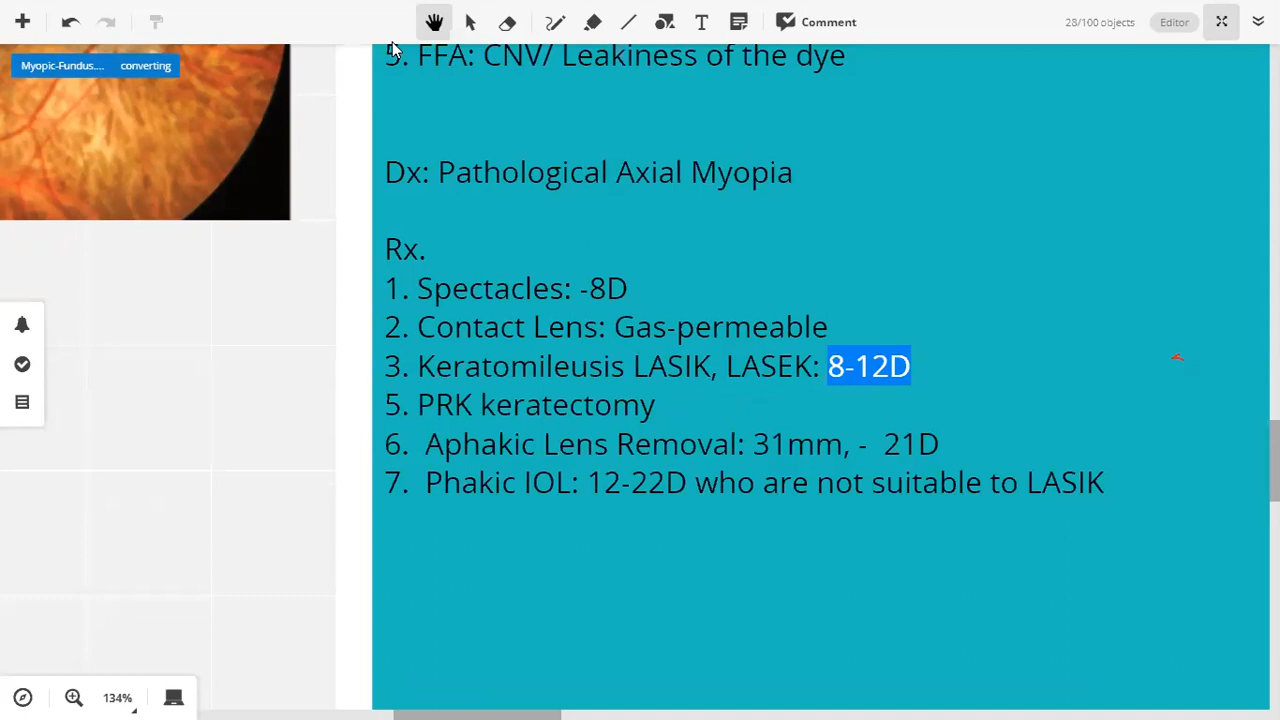 Comment
28/100 objects
Editor
Myopic-Fundus.... converting
5. FFA: CNV/ Leakiness of the dye
Dx: Pathological Axial Myopia
Rx.
1. Spectacles: -8D
2. Contact Lens: Gas-permeable
3. Keratomileusis LASIK, LASEK: 8-12D
5. PRK keratectomy
6.  Aphakic Lens Removal: 31mm, -  21D
7.  Phakic IOL: 12-22D who are not suitable to LASIK
134%